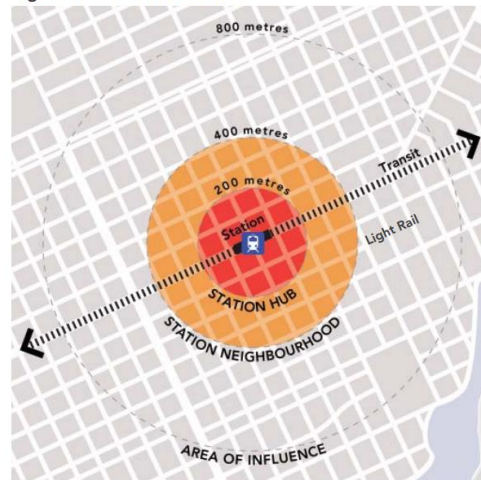 800 metres
400 metres
200 metres
Transit
Station
Light Rail
STATION HUB
STATION NEIGHBOURHOOD
AREA OF INFLUENCE